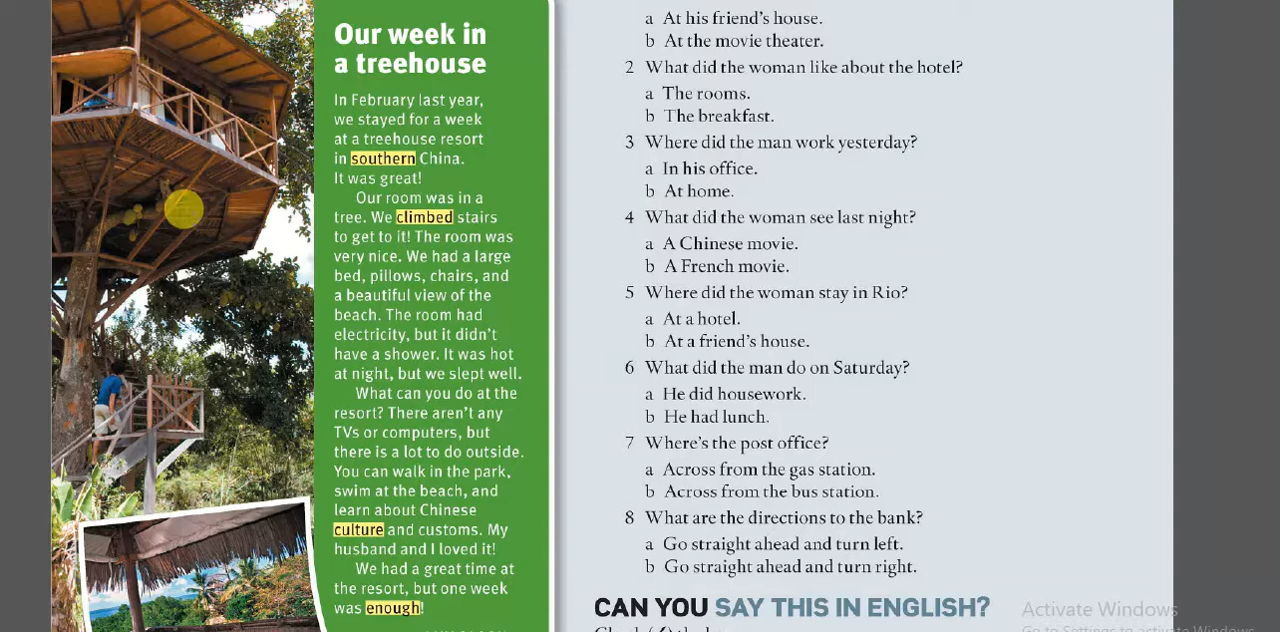 Our week in
a treehouse
In February last year,
we stayed for a week
at a treehouse resort
in southern China.
It was great!
Our room was in a
tree. We climbed stairs
to get to it! The room was
very nice. We had a large
bed, pillows, chairs, and
a beautiful view of the
beach. The room had
electricity, but it didn't
have a shower. It was hot
at night, but we slept well.
What can you do at the
resort? There aren't any
TVs or computers, but
there is a lot to do outside.
You can walk in the park,
swim at the beach, and
learn about Chinese
culture and customs. My
husband and I loved it!
We had a great time at
the resort, but one week
was enough!
a At his friend's house.
b At the movie theater.
2 What did the woman like about the hotel?
a The rooms.
b The breakfast.
3 Where did the man work yesterday?
a In his office.
b At home.
4 What did the woman see last night?
a A Chinese movie.
b A French movie.
5 Where did the woman stay in Rio?
a At a hotel.
b At a friend's house.
6 What did the man do on Saturday?
a He did housework.
b He had lunch.
7 Where's the post office?
a Across from the gas station.
b Across from the bus station.
8 What are the directions to the bank?
a Go straight ahead and turn left.
b Go straight ahead and turn right.
CAN YOU SAY THIS IN ENGLISH?
Activate Windows
Go to Settings to activate Windows.